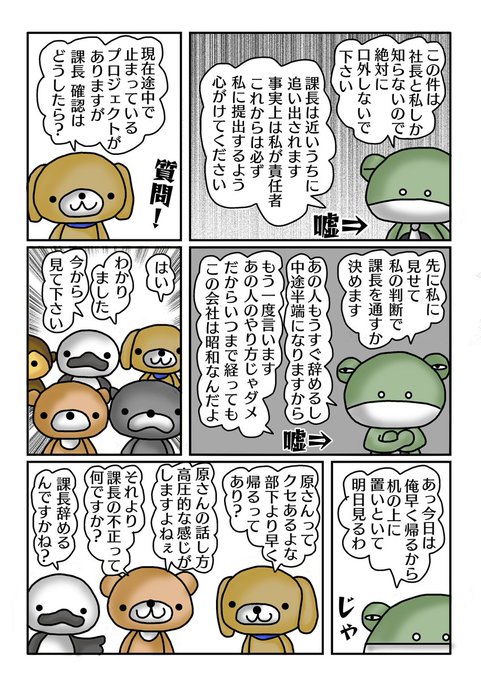 この件は
社長と私しか
知らないので
絶対に
口外しないで
下さい
課長は近いうちに
追い出されます
事実上は私が責任者
これからは必ず
私に提出するよう
心がけてください
嘘⇒
現在途中で
止まっている
プロジェクトが
ありますが
課長 確認は
どうしたら?
質問!
先に私に
見せて
私の判断で
課長を通すか
決めます
あの人もうすぐ辞めるし
中途半端になりますから
もう一度言います
あの人のやり方じゃダメ
だからいつまで経っても
この会社は昭和なんだよ
嘘⇒
はい
わかり
ました
今から
見て下さい
あっ今日は
俺早く帰るから
机の上に
置いといて
明日見るわ
じゃ
原さんって
クセあるよな
部下より早く
帰るって
あり?
原さんの話し方
高圧的な感じが
しますよねぇ
それより
課長の不正って
何ですか?
課長辞める
んですかね?